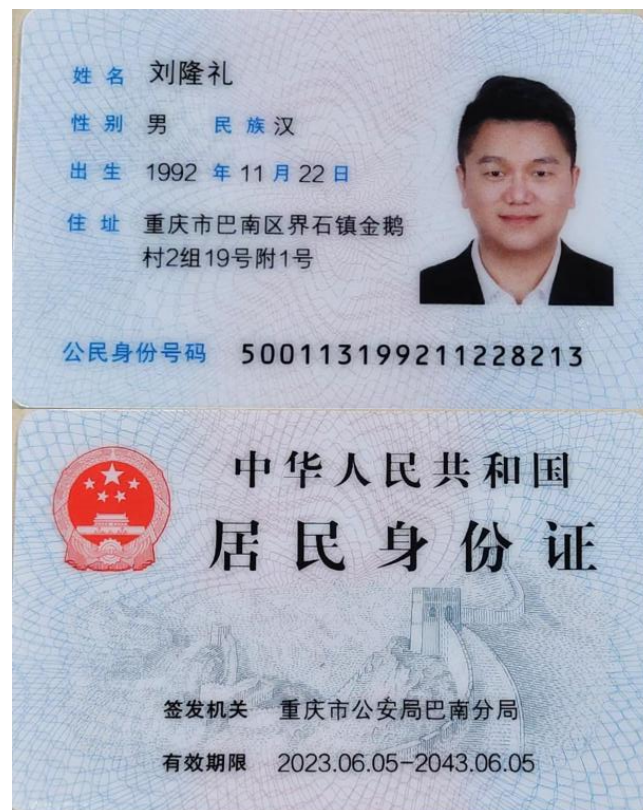 姓名 刘隆礼
性别 男 民族 汉
出生 1992 年 11 月 22 日
住址 重庆市巴南区界石镇金鹅
村2组19号附1号
公民身份号码 500113199211228213
中华人民共和国
居民身份证
签发机关 重庆市公安局巴南分局
有效期限 2023.06.05-2043.06.05